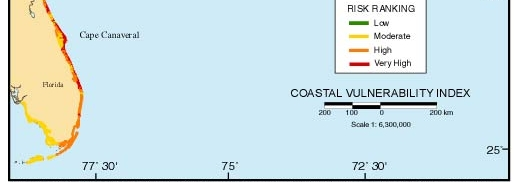 RISK RANKING
Low
Moderate
High
Very High
Cape Canaveral
Florida
COASTAL VULNERABILITY INDEX
200 100 0 200 km
Scale 1: 6,300,000
25°
77° 30' 75° 72° 30'